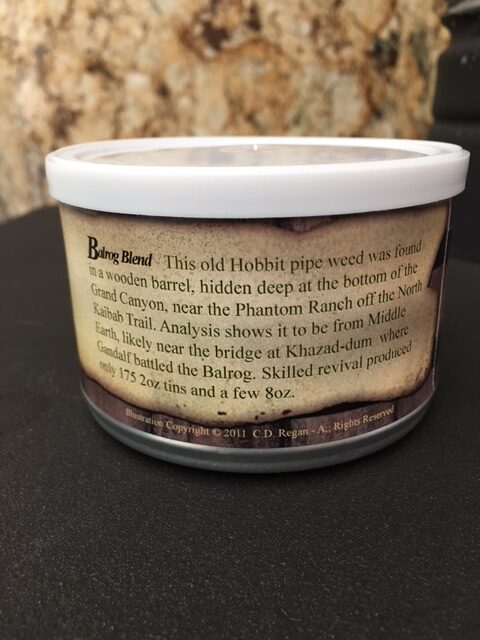 Balrog Blend - This old Hobbit pipe weed was found
in a wooden barrel, hidden deep at the bottom of the
Grand Canyon, near the Phantom Ranch off the North
Kaibab Trail. Analysis shows it to be from Middle
Earth, likely near the bridge at Khazad-dum where
Gandalf battled the Balrog. Skilled revival produced
only 175 2oz tins and a few 8oz.
Illustration Copyright © 2011 C.D. Regan - A.; Rights Reserved